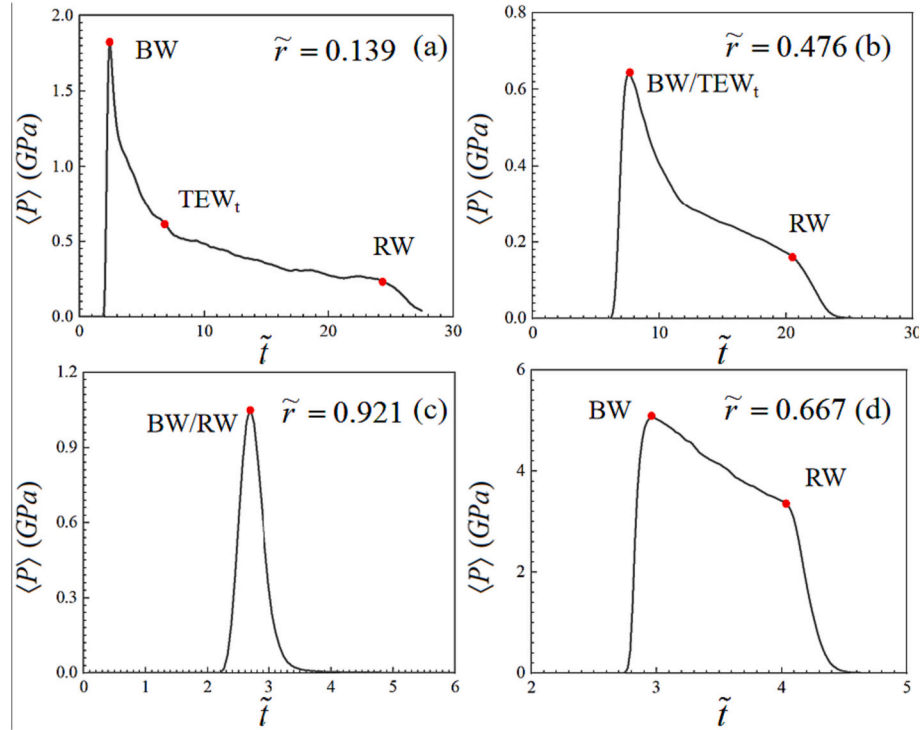 2.0
1.5
1.0
0.5
0.0
0
10
20
30
⟨P⟩ (GPa)
t̃
BW
TEWₜ
RW
r̃ = 0.139 (a)
0.8
0.6
0.4
0.2
0.0
0
10
20
30
⟨P⟩ (GPa)
t̃
BW/TEWₜ
RW
r̃ = 0.476 (b)
1.2
0.9
0.6
0.3
0.0
0
1
2
3
4
5
6
⟨P⟩ (GPa)
t̃
BW/RW
r̃ = 0.921 (c)
6
4
2
0
2
3
4
5
⟨P⟩ (GPa)
t̃
BW
RW
r̃ = 0.667 (d)